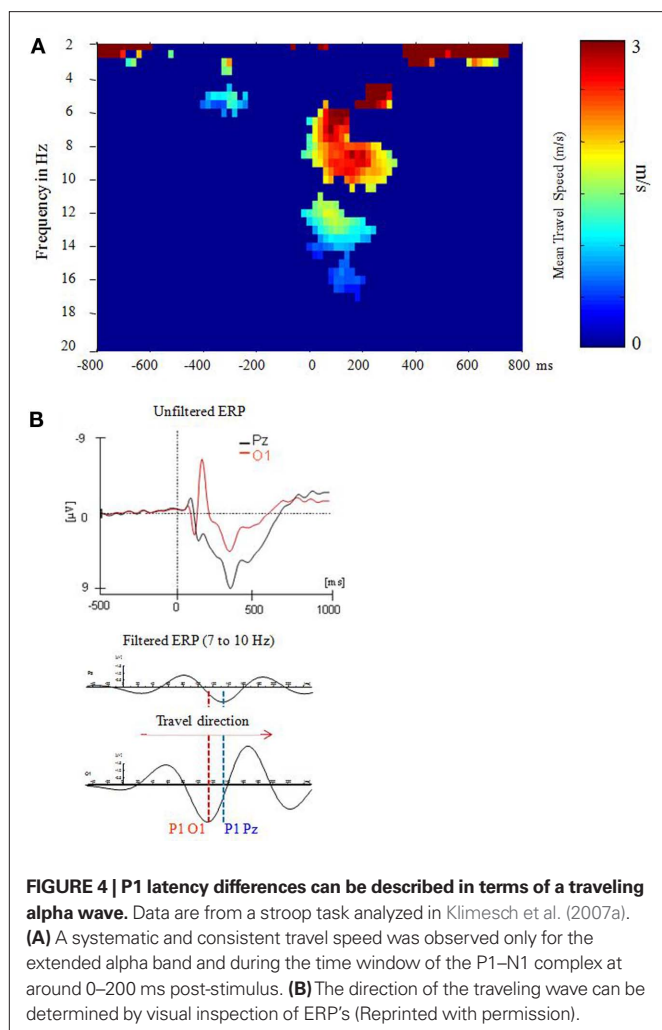 A
2
4
6
8
10
12
14
16
18
20
Frequency in Hz
-800 -600 -400 -200 0 200 400 600 800 ms
3
m/s
0
Mean Travel Speed (m/s)
B
Unfiltered ERP
-9
Pz
O1
[µV]
0
9
[ms]
-500 0 500 1000
Filtered ERP (7 to 10 Hz)
Travel direction
P1 O1 P1 Pz
FIGURE 4 | P1 latency differences can be described in terms of a traveling
alpha wave. Data are from a stroop task analyzed in Klimesch et al. (2007a).
(A) A systematic and consistent travel speed was observed only for the
extended alpha band and during the time window of the P1–N1 complex at
around 0–200 ms post-stimulus. (B) The direction of the traveling wave can be
determined by visual inspection of ERP's (Reprinted with permission).